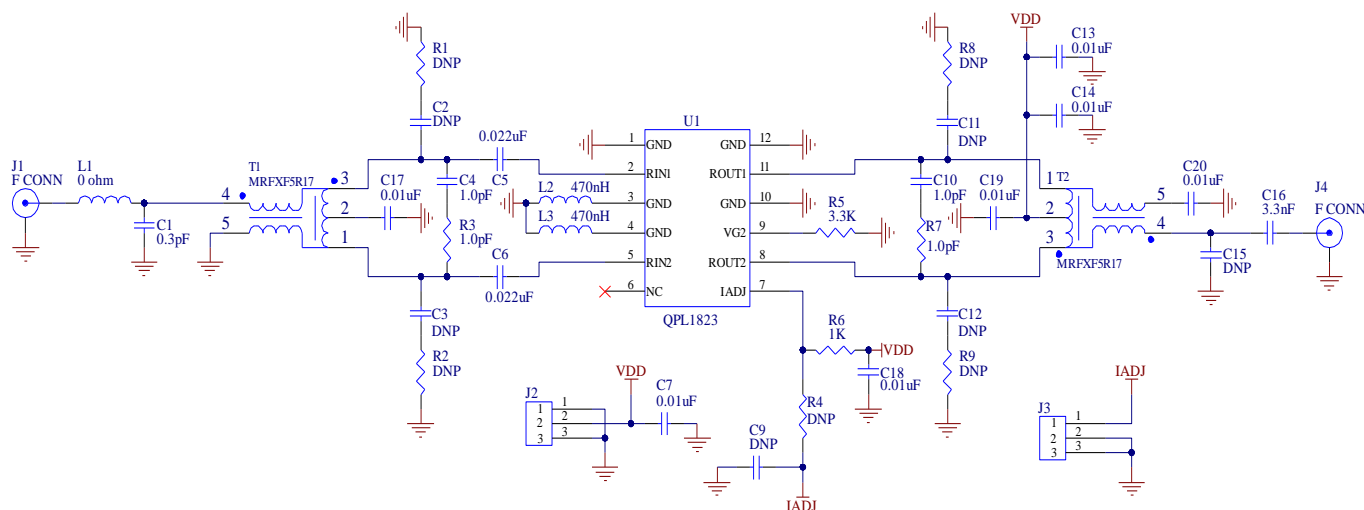 J1
F CONN
L1
0 ohm
C1
0.3pF
T1
MRFXF5R17
4
5
3
2
1
C17
0.01uF
R1
DNP
C2
DNP
C4
1.0pF
R3
1.0pF
0.022uF
C5
C6
0.022uF
C3
DNP
R2
DNP
L2
470nH
L3
470nH
U1
1
GND
2
RIN1
3
GND
4
GND
5
RIN2
6
NC
12
GND
11
ROUT1
10
GND
9
VG2
8
ROUT2
7
IADJ
QPL1823
R5
3.3K
R6
1K
VDD
C18
0.01uF
R4
DNP
C9
DNP
IADJ
R8
DNP
C11
DNP
C10
1.0pF
R7
1.0pF
C12
DNP
R9
DNP
VDD
C13
0.01uF
C14
0.01uF
C19
0.01uF
T2
1
2
3
5
4
MRFXF5R17
C20
0.01uF
C16
3.3nF
C15
DNP
J4
F CONN
J2
1
2
3
1
2
3
VDD
C7
0.01uF
J3
1
2
3
1
2
3
IADJ